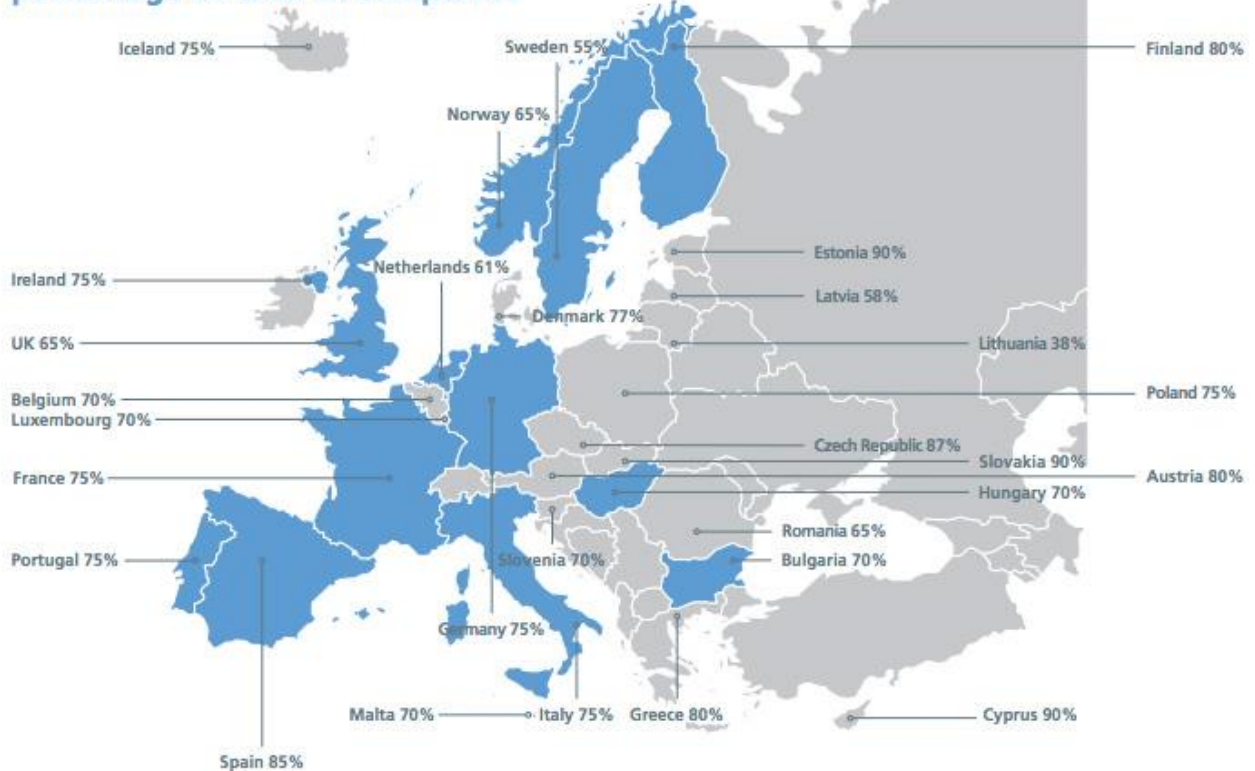 Iceland 75%
Sweden 55%
Finland 80%
Norway 65%
Estonia 90%
Netherlands 61%
Ireland 75%
Latvia 58%
Denmark 77%
UK 65%
Lithuania 38%
Belgium 70%
Poland 75%
Luxembourg 70%
Czech Republic 87%
Slovakia 90%
France 75%
Austria 80%
Hungary 70%
Romania 65%
Portugal 75%
Slovenia 70%
Bulgaria 70%
Germany 75%
Malta 70%
Italy 75%
Greece 80%
Cyprus 90%
Spain 85%